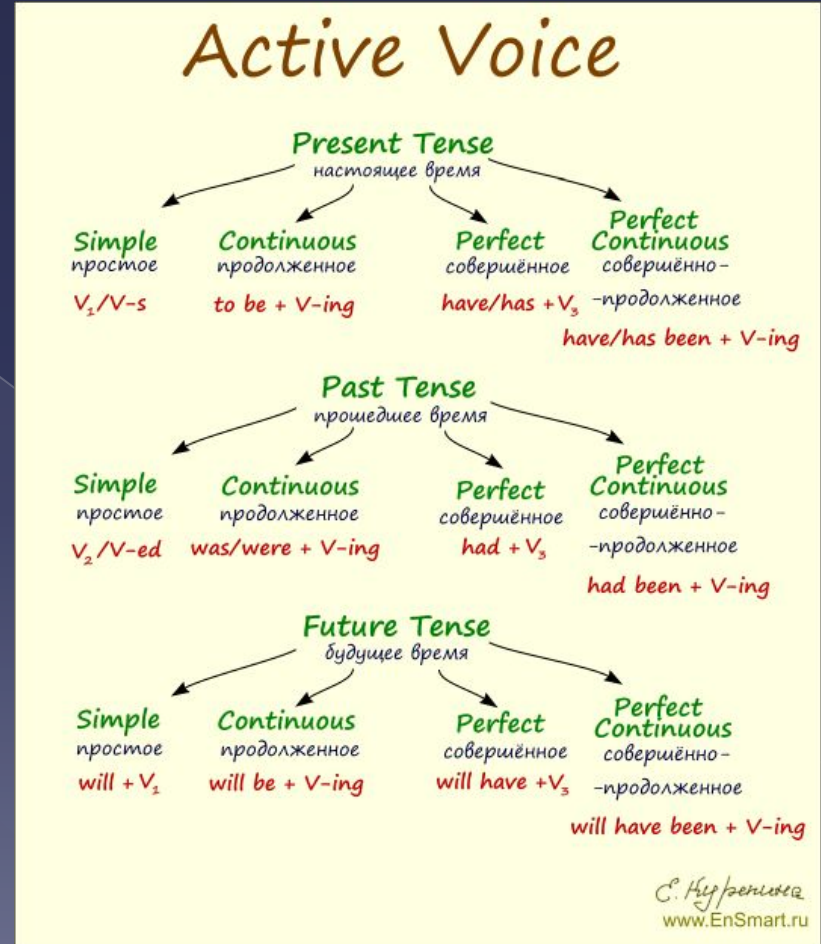 Active Voice
Present Tense
настоящее время
Simple
простое
V₁/V-s
Continuous
продолженное
to be + V-ing
Perfect
совершённое
have/has +V₃
Perfect
Continuous
совершённо-
-продолженное
have/has been + V-ing
Past Tense
прошедшее время
Simple
простое
V₂/V-ed
Continuous
продолженное
was/were + V-ing
Perfect
совершённое
had +V₃
Perfect
Continuous
совершённо-
-продолженное
had been + V-ing
Future Tense
будущее время
Simple
простое
will +V₁
Continuous
продолженное
will be + V-ing
Perfect
совершённое
will have +V₃
Perfect
Continuous
совершённо-
-продолженное
will have been + V-ing
Е. Куренина
www.EnSmart.ru